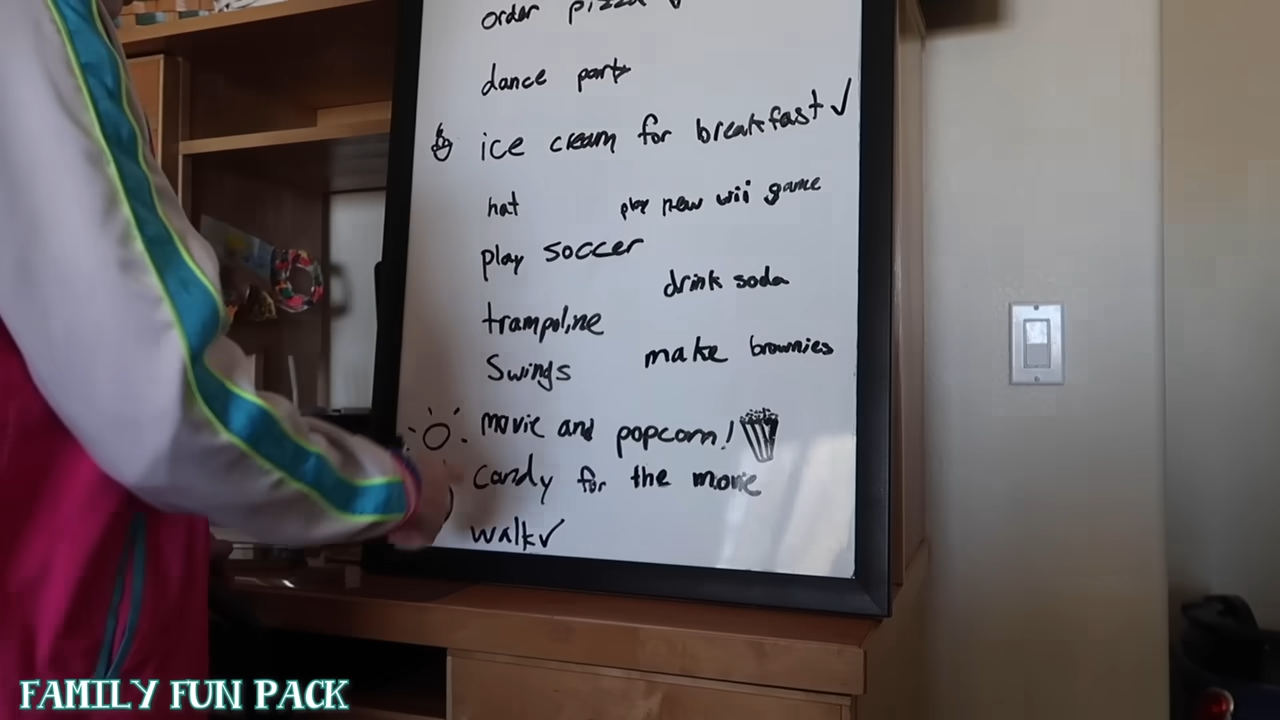 order pizza ✓
dance party
ice cream for breakfast ✓
hat
play new wii game
play soccer
drink soda
trampoline
make brownies
Swings
movie and popcorn!
candy for the movie
walk ✓
FAMILY FUN PACK